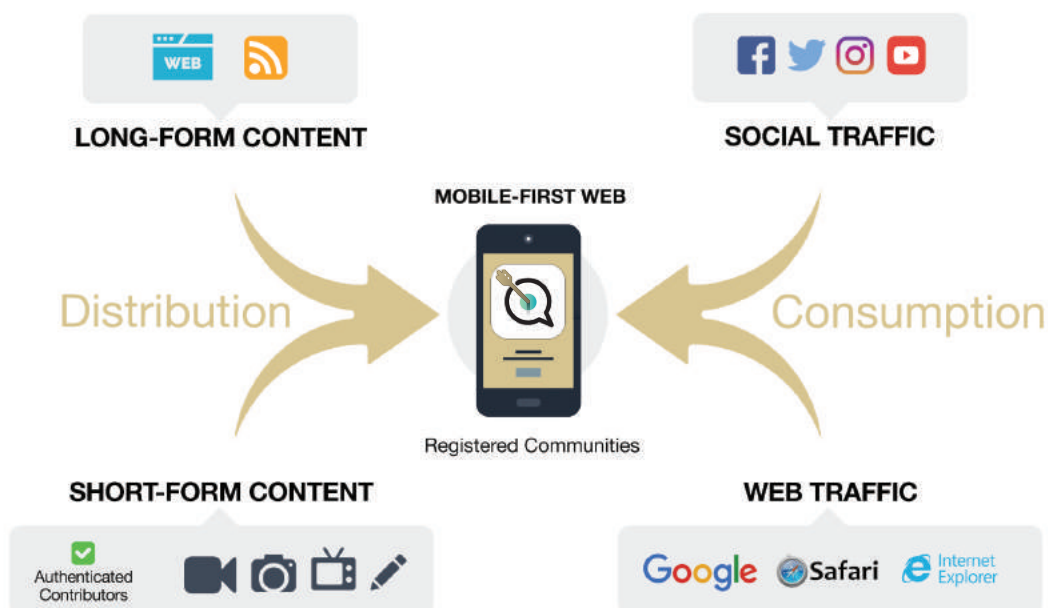 WEB
LONG-FORM CONTENT
SOCIAL TRAFFIC
MOBILE-FIRST WEB
Distribution
Consumption
Registered Communities
SHORT-FORM CONTENT
WEB TRAFFIC
Authenticated
Contributors
Google
Safari
Internet
Explorer